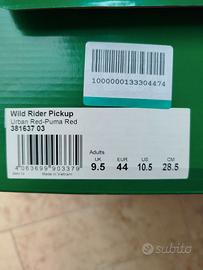 1000000133304474
Wild Rider Pickup
Urban Red-Puma Red
381637 03
Adults
UK EUR US CM
9.5 44 10.5 28.5
4 063699 903379
Made in Vietnam
subito